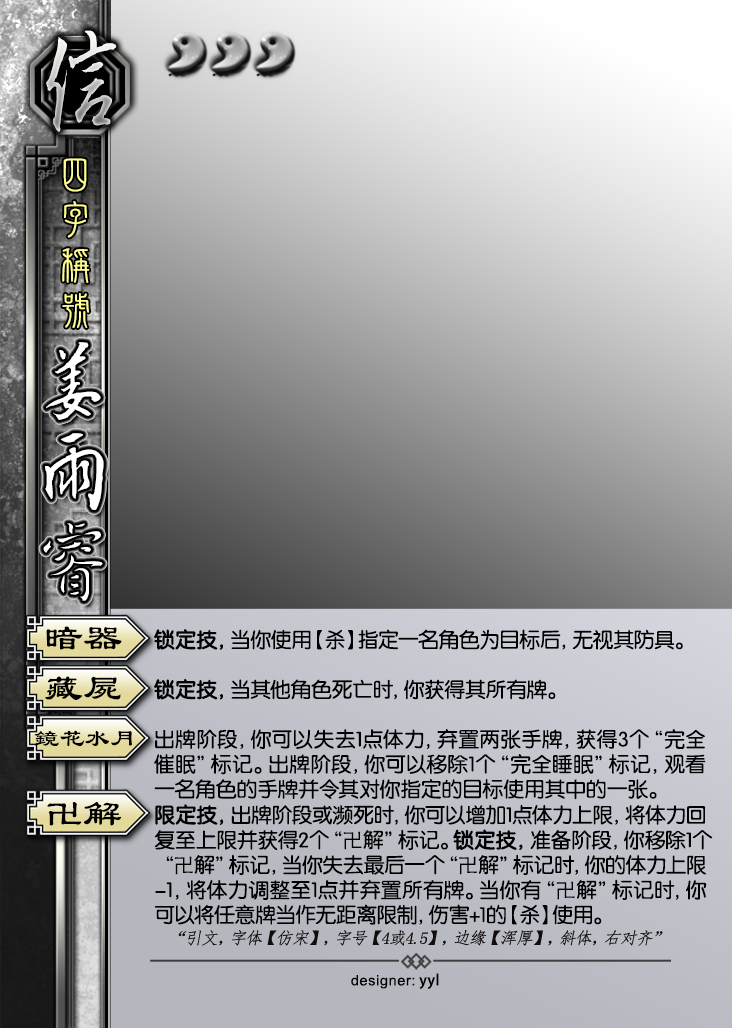 信
四字稱號
姜雨睿
暗器
锁定技，当你使用【杀】指定一名角色为目标后，无视其防具。
藏屍
锁定技，当其他角色死亡时，你获得其所有牌。
鏡花水月
出牌阶段，你可以失去1点体力，弃置两张手牌，获得3个“完全
催眠”标记。出牌阶段，你可以移除1个“完全睡眠”标记，观看
一名角色的手牌并令其对你指定的目标使用其中的一张。
卍解
限定技，出牌阶段或濒死时，你可以增加1点体力上限，将体力回
复至上限并获得2个“卍解”标记。锁定技，准备阶段，你移除1个
“卍解”标记，当你失去最后一个“卍解”标记时，你的体力上限
-1，将体力调整至1点并弃置所有牌。当你有“卍解”标记时，你
可以将任意牌当作无距离限制，伤害+1的【杀】使用。
“引文，字体【仿宋】，字号【4或4.5】，边缘【浑厚】，斜体，右对齐”
designer: yyl